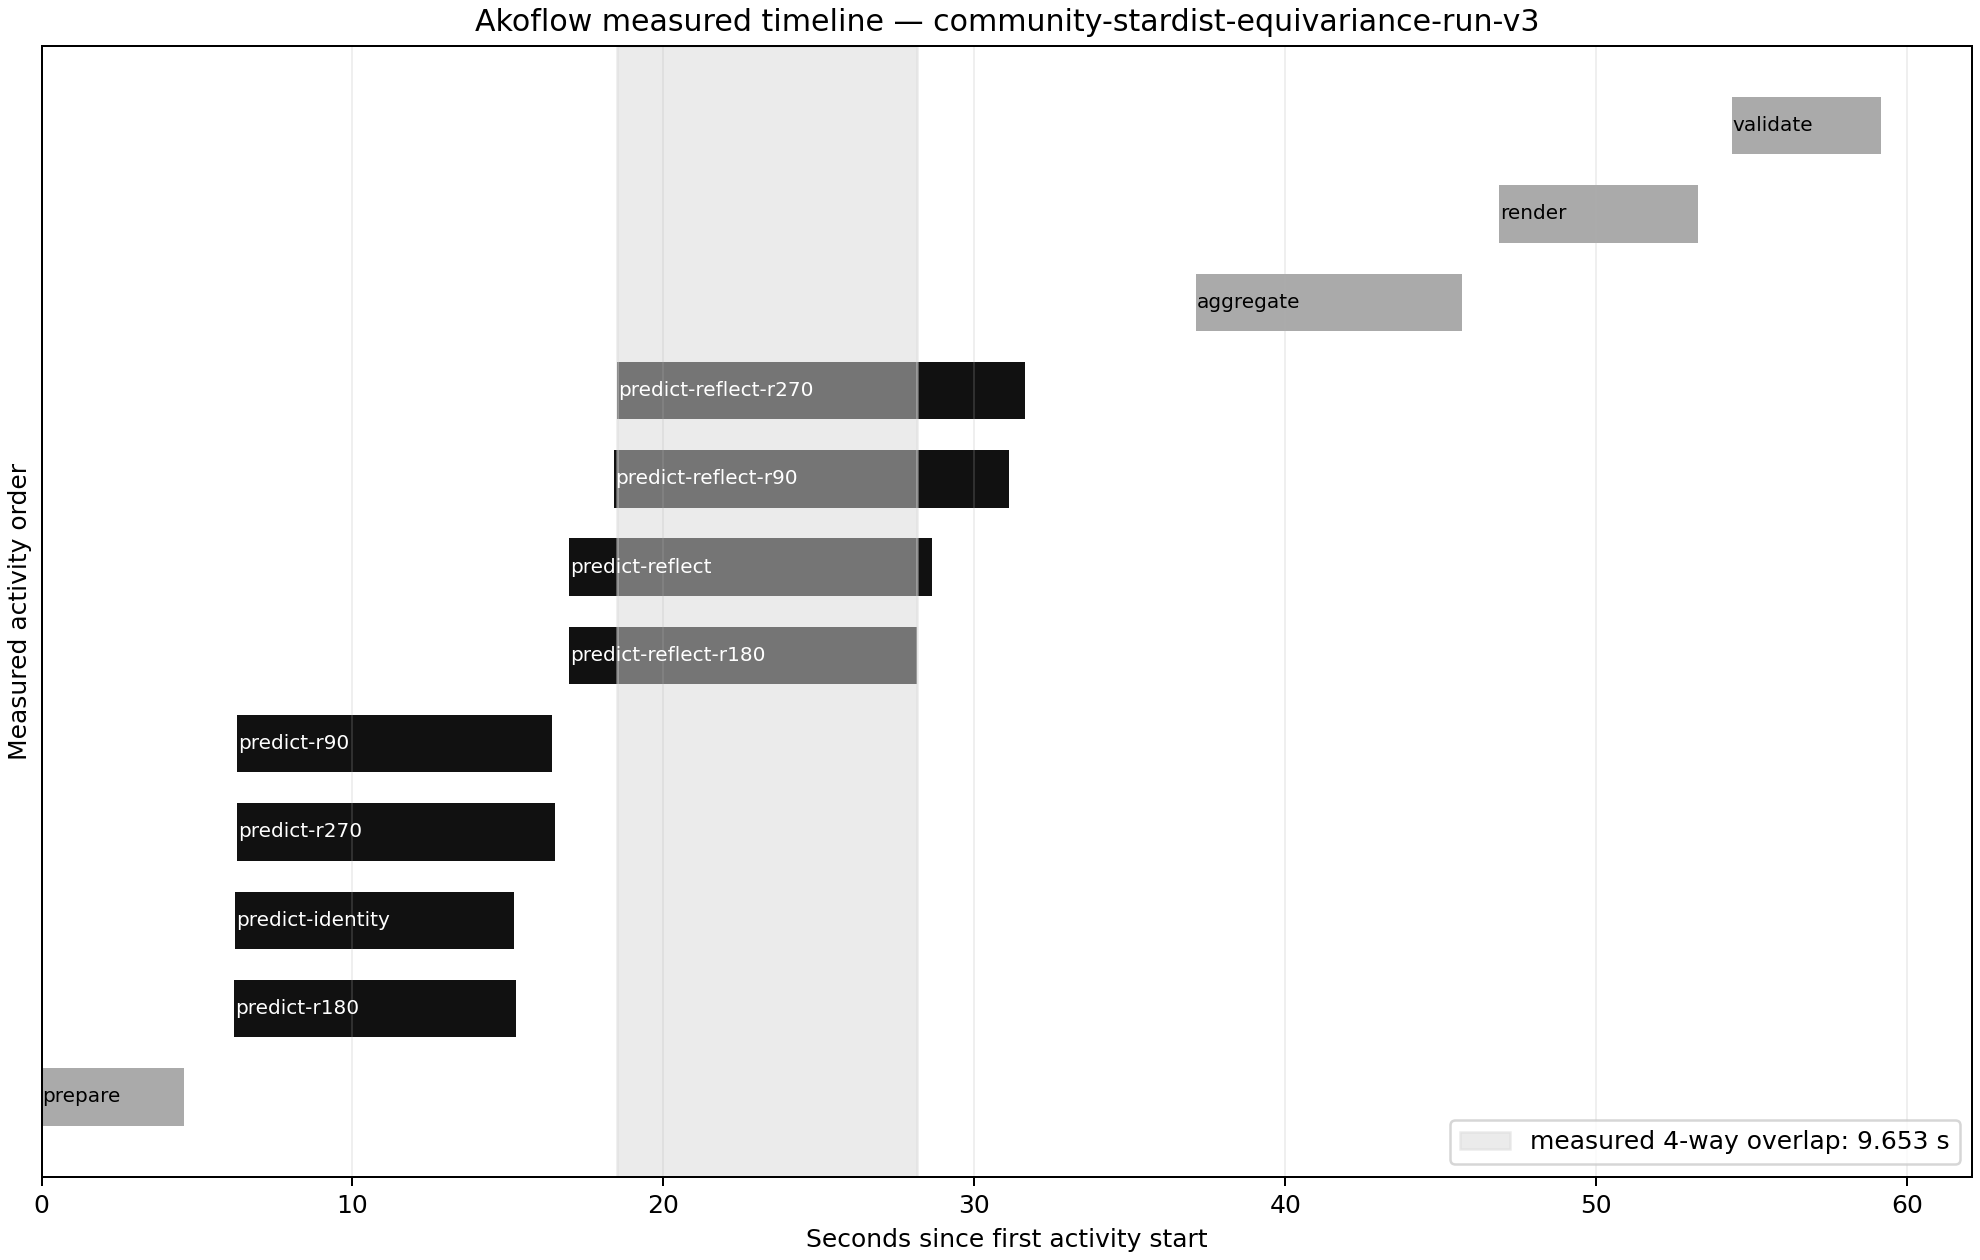 Akoflow measured timeline — community-stardist-equivariance-run-v3
validate
render
aggregate
predict-reflect-r270
predict-reflect-r90
predict-reflect
predict-reflect-r180
predict-r90
predict-r270
predict-identity
predict-r180
prepare
Measured activity order
measured 4-way overlap: 9.653 s
0 10 20 30 40 50 60
Seconds since first activity start